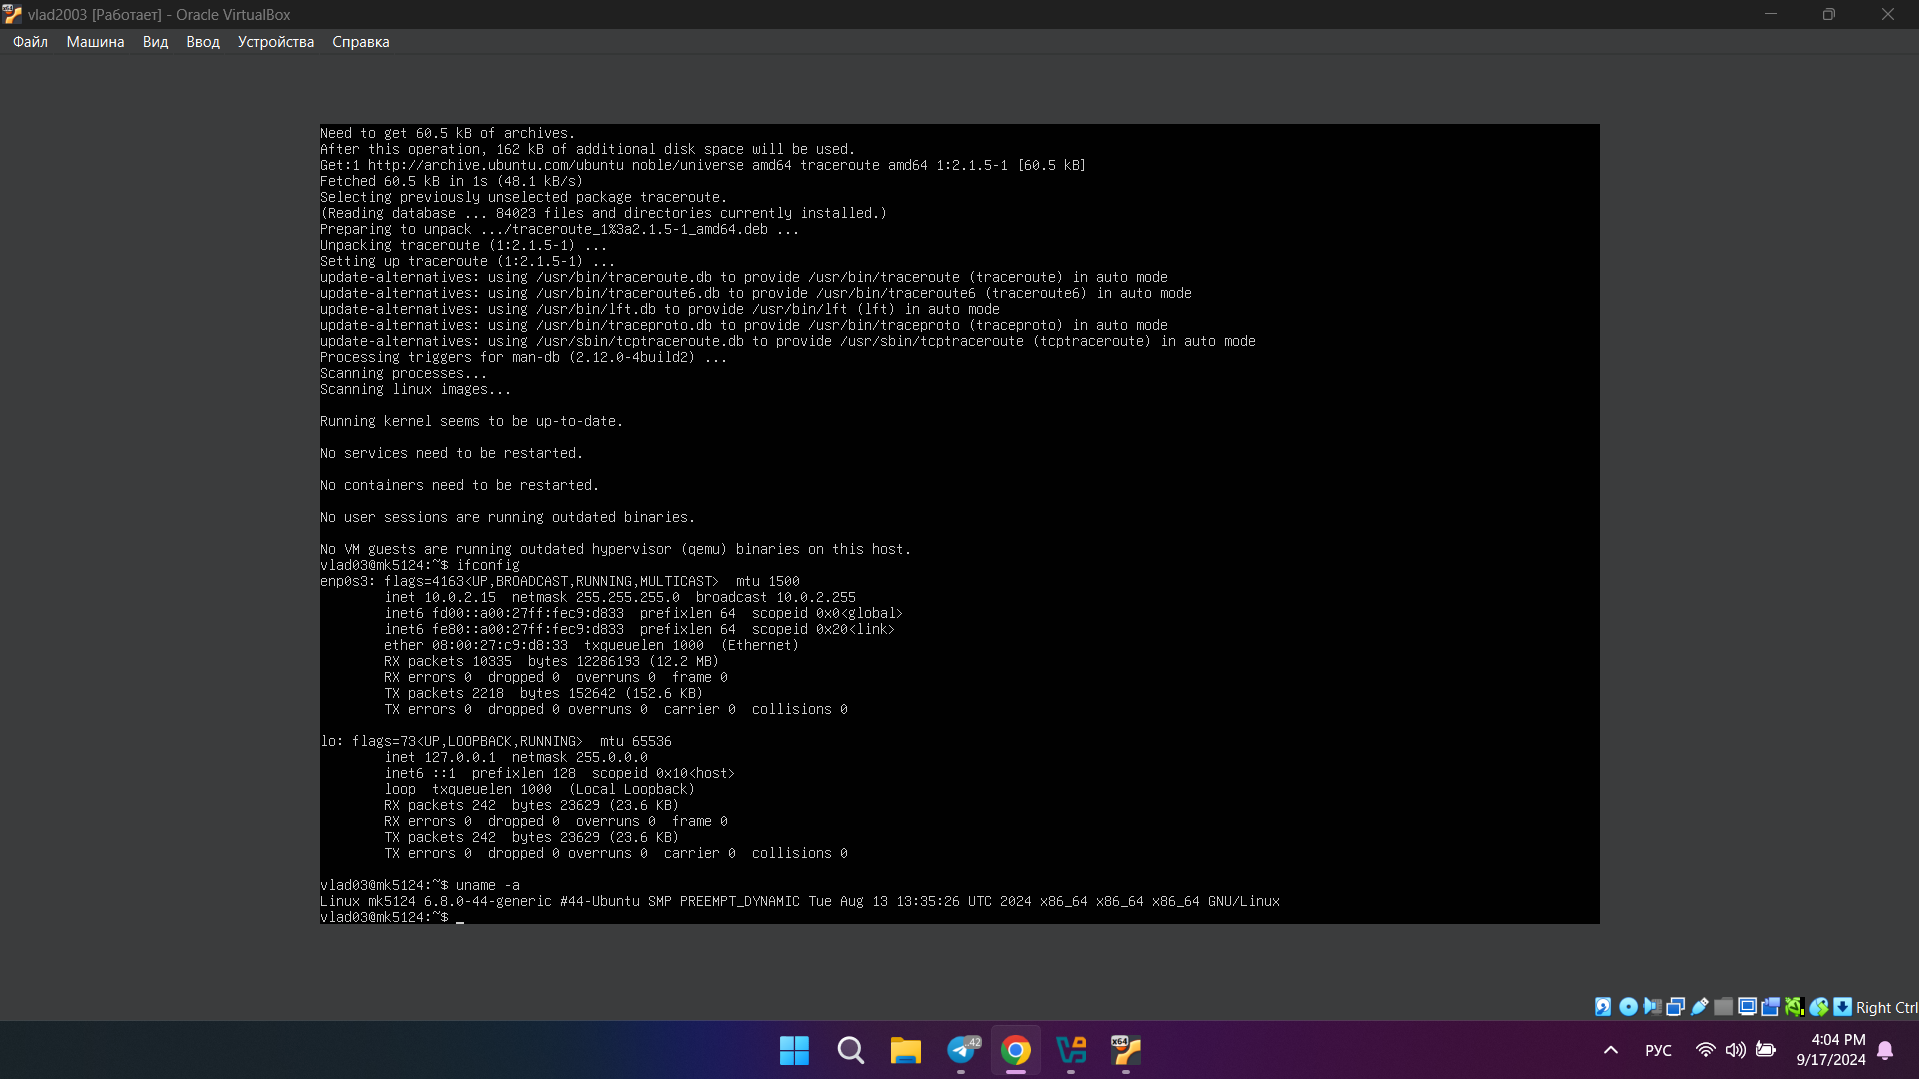 vlad2003 [Работает] - Oracle VirtualBox
Файл Машина Вид Ввод Устройства Справка
Need to get 60.5 kB of archives.
After this operation, 162 kB of additional disk space will be used.
Get:1 http://archive.ubuntu.com/ubuntu noble/universe amd64 traceroute amd64 1:2.1.5-1 [60.5 kB]
Fetched 60.5 kB in 1s (48.1 kB/s)
Selecting previously unselected package traceroute.
(Reading database ... 84023 files and directories currently installed.)
Preparing to unpack .../traceroute_1%3a2.1.5-1_amd64.deb ...
Unpacking traceroute (1:2.1.5-1) ...
Setting up traceroute (1:2.1.5-1) ...
update-alternatives: using /usr/bin/traceroute.db to provide /usr/bin/traceroute (traceroute) in auto mode
update-alternatives: using /usr/bin/traceroute6.db to provide /usr/bin/traceroute6 (traceroute6) in auto mode
update-alternatives: using /usr/bin/lft.db to provide /usr/bin/lft (lft) in auto mode
update-alternatives: using /usr/bin/traceproto.db to provide /usr/bin/traceproto (traceproto) in auto mode
update-alternatives: using /usr/sbin/tcptraceroute.db to provide /usr/sbin/tcptraceroute (tcptraceroute) in auto mode
Processing triggers for man-db (2.12.0-4build2) ...
Scanning processes...
Scanning linux images...
Running kernel seems to be up-to-date.
No services need to be restarted.
No containers need to be restarted.
No user sessions are running outdated binaries.
No VM guests are running outdated hypervisor (qemu) binaries on this host.
vlad03@mk5124:~$ ifconfig
enp0s3: flags=4163<UP,BROADCAST,RUNNING,MULTICAST>  mtu 1500
inet 10.0.2.15  netmask 255.255.255.0  broadcast 10.0.2.255
inet6 fd00::a00:27ff:fec9:d833  prefixlen 64  scopeid 0x0<global>
inet6 fe80::a00:27ff:fec9:d833  prefixlen 64  scopeid 0x20<link>
ether 08:00:27:c9:d8:33  txqueuelen 1000  (Ethernet)
RX packets 10335  bytes 12286193 (12.2 MB)
RX errors 0  dropped 0  overruns 0  frame 0
TX packets 2218  bytes 152642 (152.6 KB)
TX errors 0  dropped 0 overruns 0  carrier 0  collisions 0
lo: flags=73<UP,LOOPBACK,RUNNING>  mtu 65536
inet 127.0.0.1  netmask 255.0.0.0
inet6 ::1  prefixlen 128  scopeid 0x10<host>
loop  txqueuelen 1000  (Local Loopback)
RX packets 242  bytes 23629 (23.6 KB)
RX errors 0  dropped 0  overruns 0  frame 0
TX packets 242  bytes 23629 (23.6 KB)
TX errors 0  dropped 0 overruns 0  carrier 0  collisions 0
vlad03@mk5124:~$ uname -a
Linux mk5124 6.8.0-44-generic #44-Ubuntu SMP PREEMPT_DYNAMIC Tue Aug 13 13:35:26 UTC 2024 x86_64 x86_64 x86_64 GNU/Linux
vlad03@mk5124:~$ _
Right Ctrl
..42
x64
РУС
4:04 PM
9/17/2024